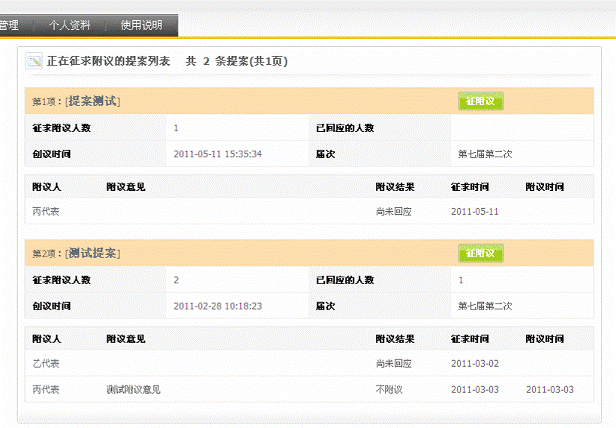 管理 个人资料 使用说明
正在征求附议的提案列表 共 2 条提案(共1页)
第1项：[提案测试] 征附议
征求附议人数 1 已回应的人数
创议时间 2011-05-11 15:35:34 届次 第七届第二次
附议人 附议意见 附议结果 征求时间 附议时间
丙代表 尚未回应 2011-05-11
第2项：[测试提案] 征附议
征求附议人数 2 已回应的人数 1
创议时间 2011-02-28 10:18:23 届次 第七届第二次
附议人 附议意见 附议结果 征求时间 附议时间
乙代表 尚未回应 2011-03-02
丙代表 测试附议意见 不附议 2011-03-03 2011-03-03